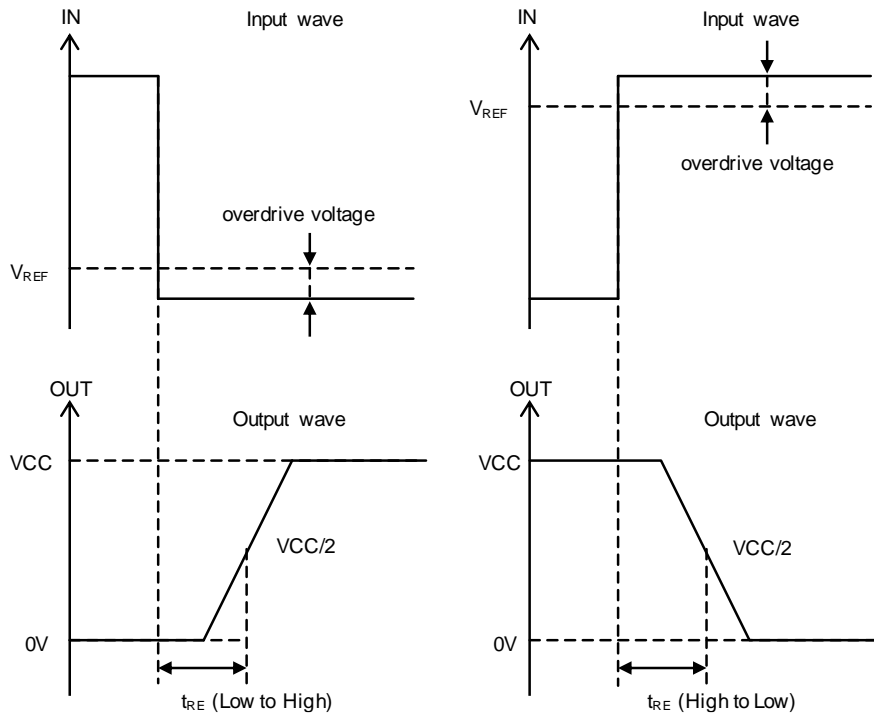 IN
Input wave
overdrive voltage
VREF
OUT
Output wave
VCC
VCC/2
0V
tRE (Low to High)
IN
Input wave
VREF
overdrive voltage
OUT
Output wave
VCC
VCC/2
0V
tRE (High to Low)